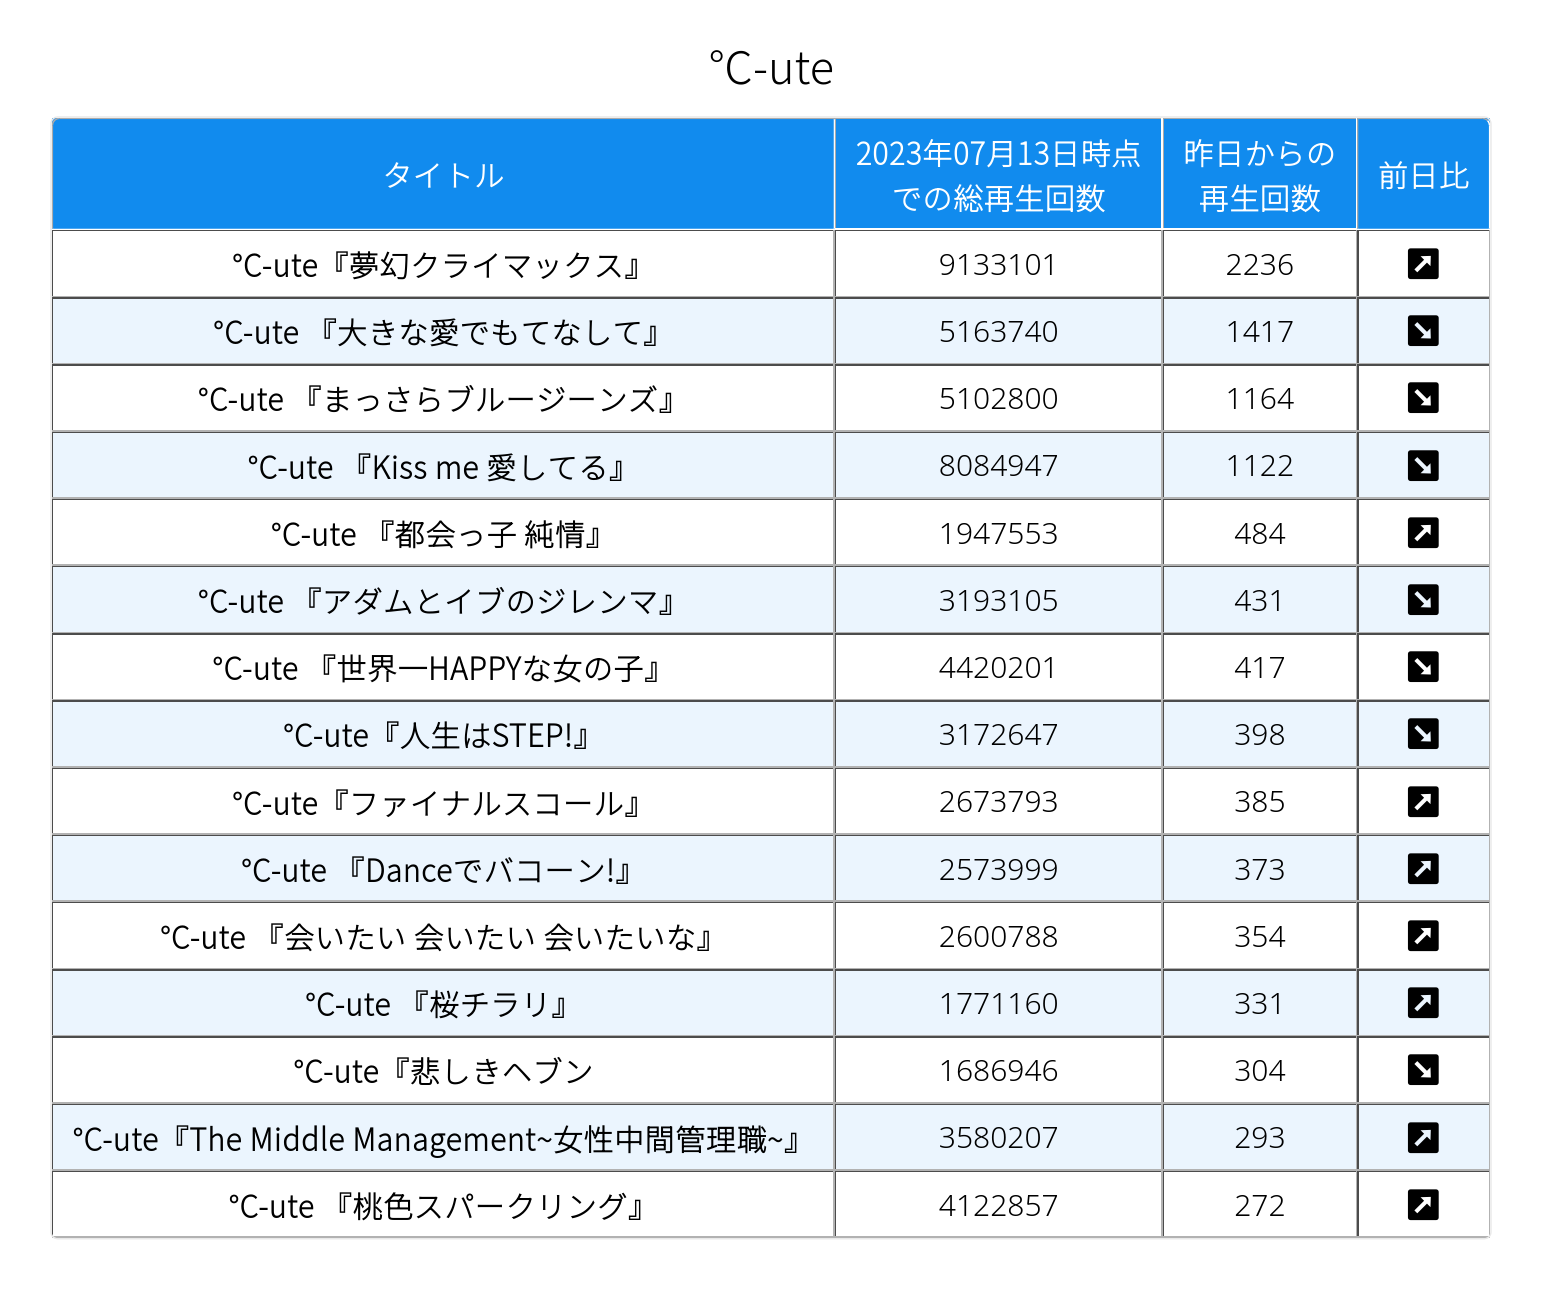 ℃-ute
タイトル 2023年07月13日時点での総再生回数 昨日からの再生回数 前日比
℃-ute『夢幻クライマックス』 9133101 2236 ↗
℃-ute 『大きな愛でもてなして』 5163740 1417 ↘
℃-ute 『まっさらブルージーンズ』 5102800 1164 ↘
℃-ute 『Kiss me 愛してる』 8084947 1122 ↘
℃-ute 『都会っ子 純情』 1947553 484 ↗
℃-ute 『アダムとイブのジレンマ』 3193105 431 ↘
℃-ute 『世界一HAPPYな女の子』 4420201 417 ↘
℃-ute『人生はSTEP!』 3172647 398 ↘
℃-ute『ファイナルスコール』 2673793 385 ↗
℃-ute 『Danceでバコーン!』 2573999 373 ↗
℃-ute 『会いたい 会いたい 会いたいな』 2600788 354 ↗
℃-ute 『桜チラリ』 1771160 331 ↗
℃-ute『悲しきヘブン 1686946 304 ↘
℃-ute『The Middle Management~女性中間管理職~』 3580207 293 ↗
℃-ute 『桃色スパークリング』 4122857 272 ↗